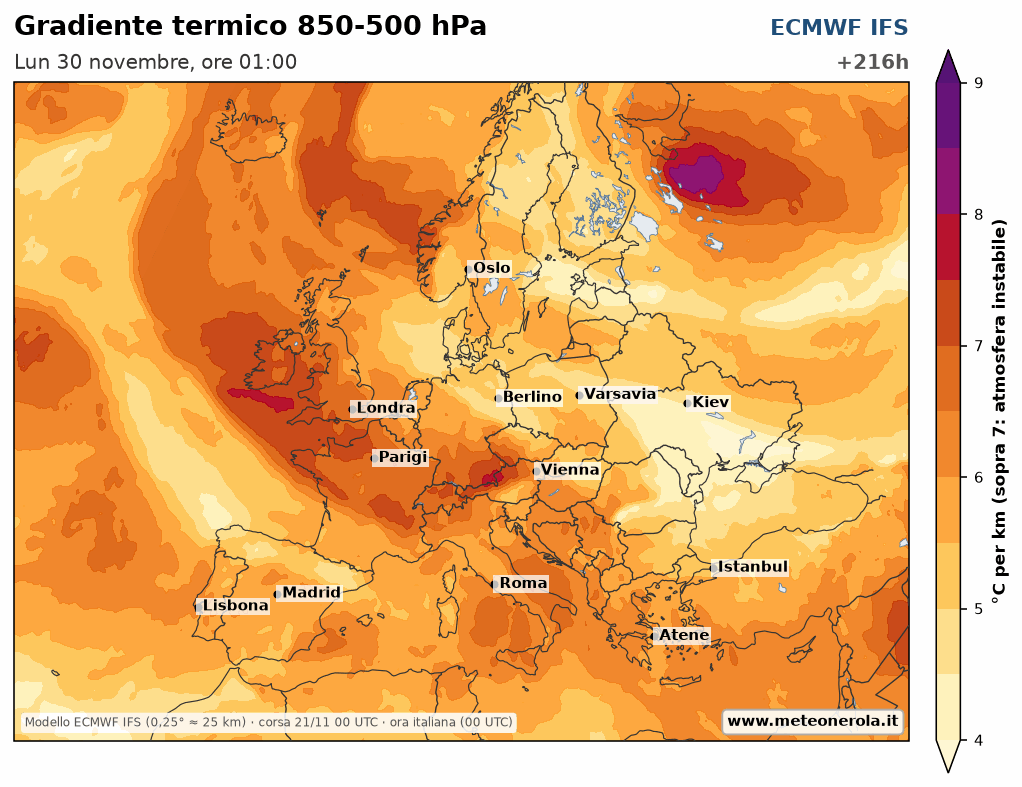 Gradiente termico 850-500 hPa
ECMWF IFS
Lun 30 novembre, ore 01:00
+216h
9
8
7
6
5
4
°C per km (sopra 7: atmosfera instabile)
Oslo
Berlino
Varsavia
Kiev
Londra
Parigi
Vienna
Istanbul
Roma
Madrid
Lisbona
Atene
Modello ECMWF IFS (0,25° ≈ 25 km) · corsa 21/11 00 UTC · ora italiana (00 UTC)
www.meteonerola.it